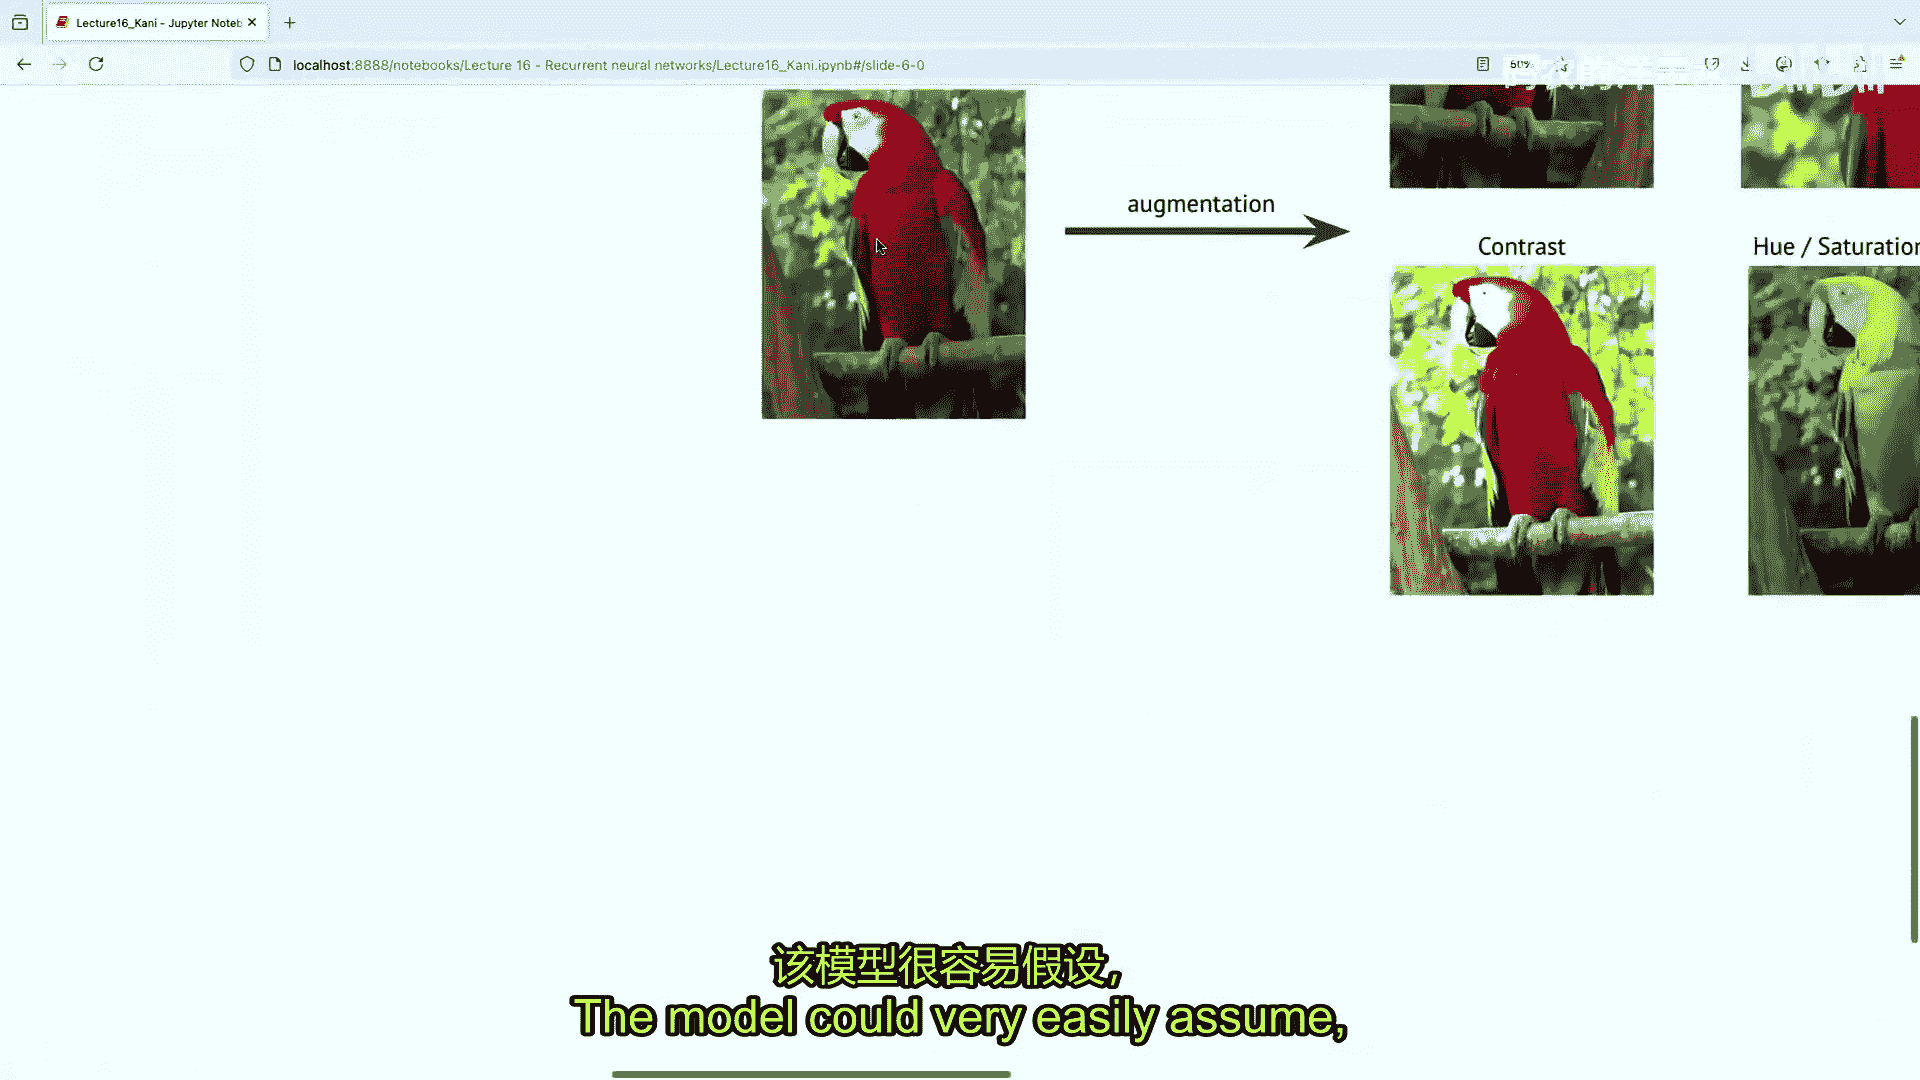 Lecture16_Kani - Jupyter Noteb
localhost:8888/notebooks/Lecture 16 - Recurrent neural networks/Lecture16_Kani.ipynb#/slide-6-0
50%
augmentation
Contrast
Hue / Saturation
该模型很容易假设,
The model could very easily assume,